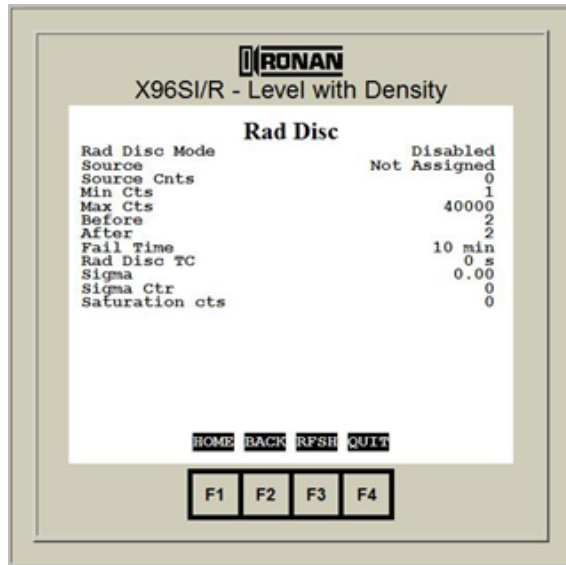 RONAN
X96SI/R - Level with Density
Rad Disc
Rad Disc Mode Disabled
Source Not Assigned
Source Cnts 0
Min Cts 1
Max Cts 40000
Before 2
After 2
Fail Time 10 min
Rad Disc TC 0 s
Sigma 0.00
Sigma Ctr 0
Saturation cts 0
HOME BACK RFSH QUIT
F1 F2 F3 F4